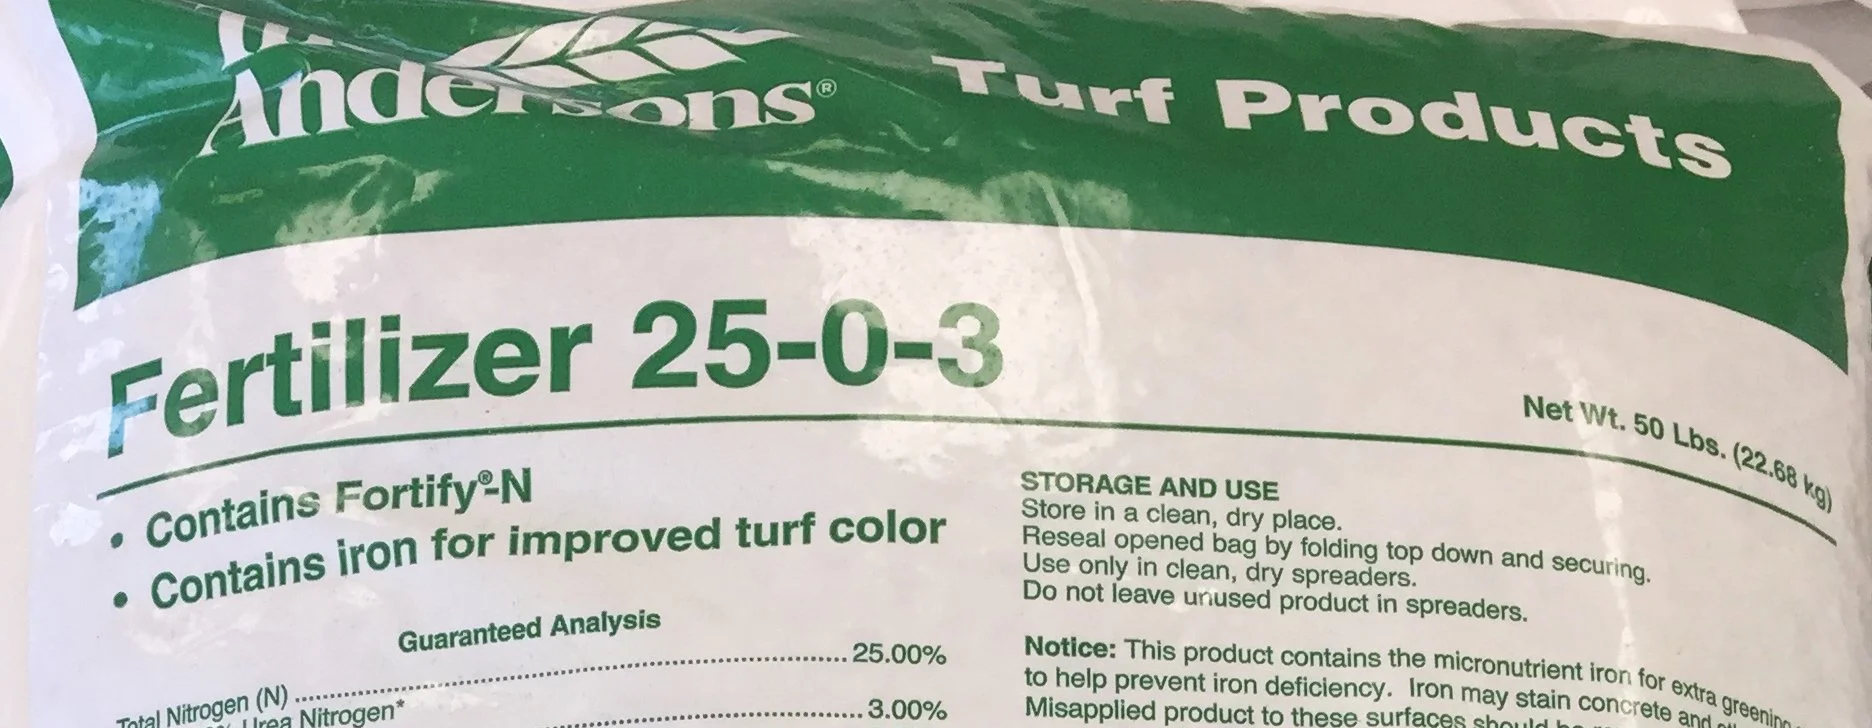 Andersons® Turf Products
Fertilizer 25-0-3
Net Wt. 50 Lbs. (22.68 kg)
• Contains Fortify®-N
• Contains iron for improved turf color
Guaranteed Analysis
Total Nitrogen (N) .......... 25.00%
Urea Nitrogen*
.......... 3.00%
STORAGE AND USE
Store in a clean, dry place.
Reseal opened bag by folding top down and securing.
Use only in clean, dry spreaders.
Do not leave unused product in spreaders.
Notice: This product contains the micronutrient iron for extra greening
to help prevent iron deficiency. Iron may stain concrete and
Misapplied product to these surfaces should be